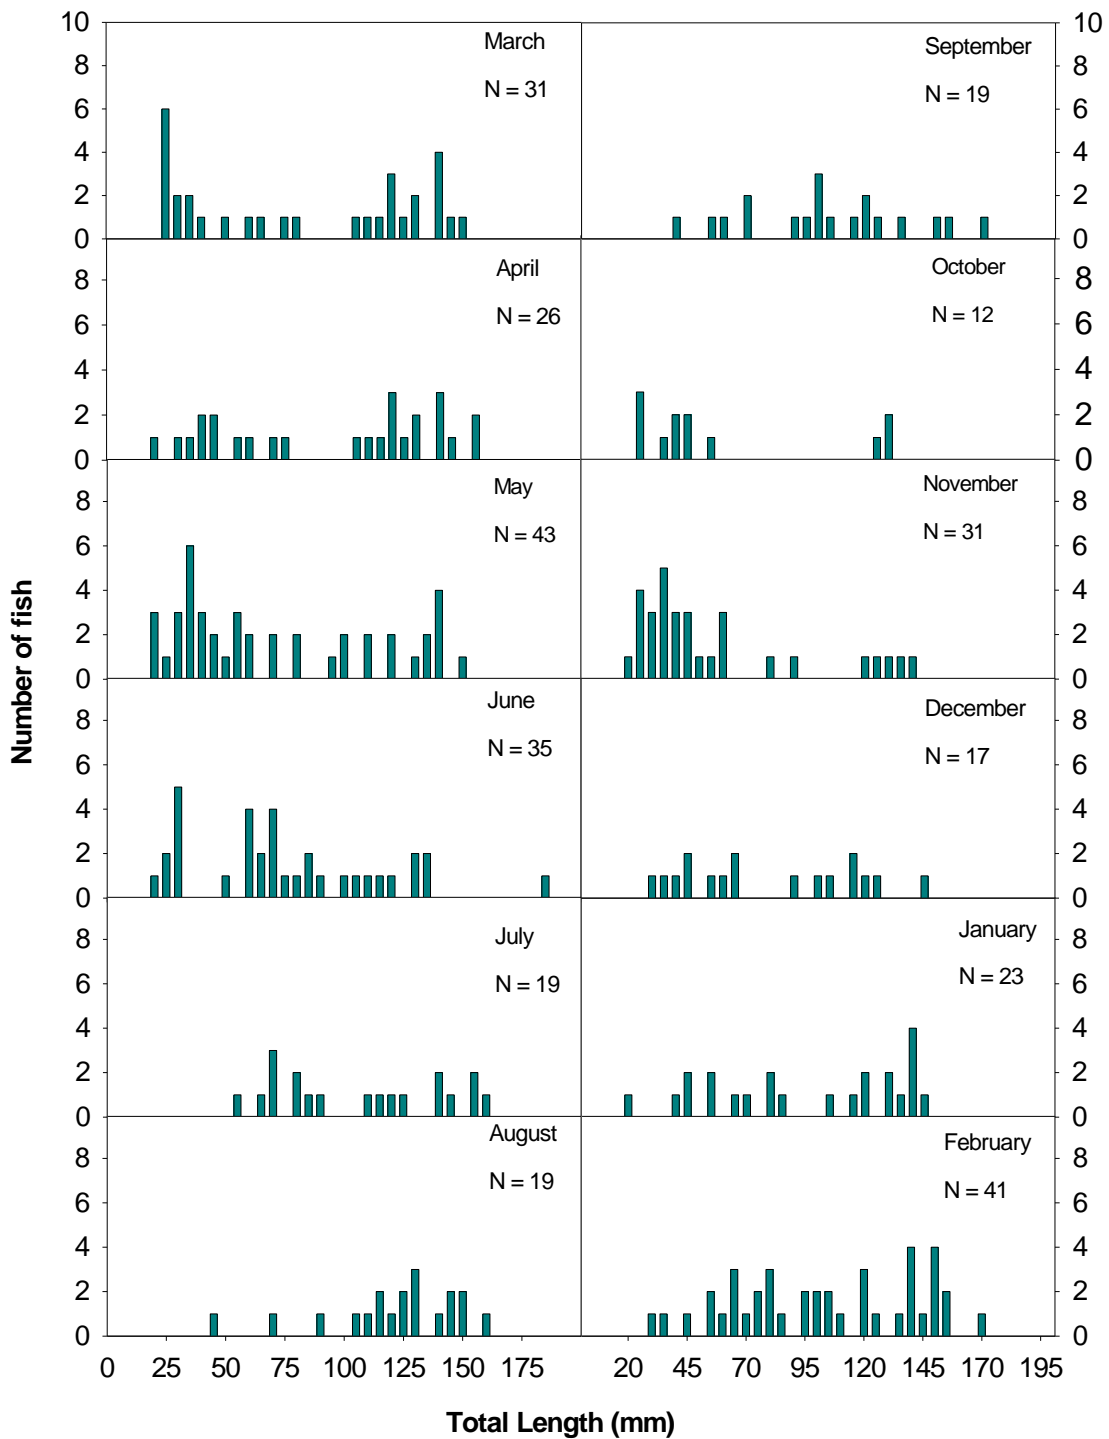 10
8
6
4
2
0
March
N = 31
September
N = 19
10
8
6
4
2
0
8
6
4
2
0
April
N = 26
October
N = 12
8
6
4
2
0
8
6
4
2
0
May
N = 43
November
N = 31
8
6
4
2
0
8
6
4
2
0
June
N = 35
December
N = 17
8
6
4
2
0
8
6
4
2
0
July
N = 19
January
N = 23
8
6
4
2
0
8
6
4
2
0
August
N = 19
February
N = 41
8
6
4
2
0
Number of fish
0 25 50 75 100 125 150 175
20 45 70 95 120 145 170 195
Total Length (mm)